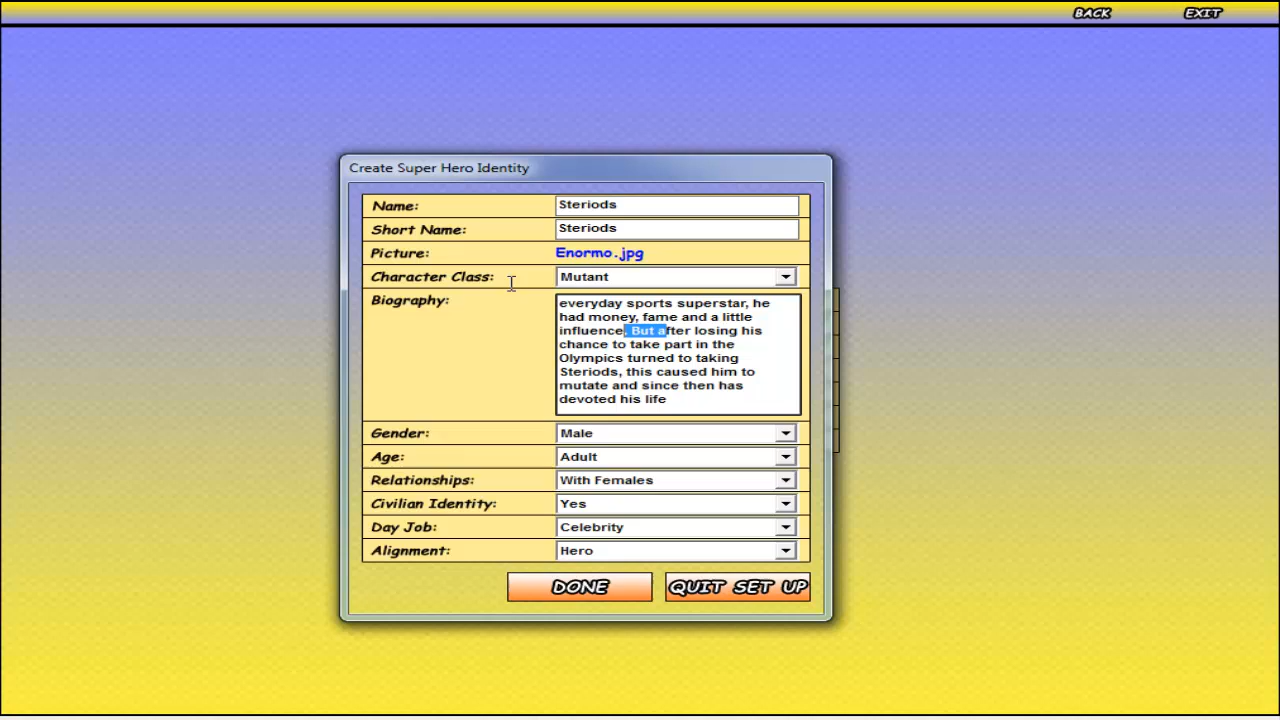 BACK EXIT
Create Super Hero Identity
Name: Steriods
Short Name: Steriods
Picture: Enormo.jpg
Character Class: Mutant
Biography: everyday sports superstar, he
had money, fame and a little
influence. But after losing his
chance to take part in the
Olympics turned to taking
Steriods, this caused him to
mutate and since then has
devoted his life
Gender: Male
Age: Adult
Relationships: With Females
Civilian Identity: Yes
Day Job: Celebrity
Alignment: Hero
DONE QUIT SET UP